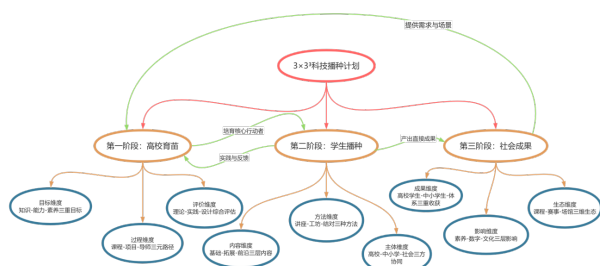 提供需求与场景
3×3³科技播种计划
培育核心行动者
产出直接成果
第一阶段：高校育苗
第二阶段：学生播种
第三阶段：社会成果
实践与反馈
目标维度
知识-能力-素养三重目标
评价维度
理论-实践-设计综合评估
过程维度
课程-项目-导师三元路径
内容维度
基础-拓展-前沿三层内容
方法维度
讲座-工坊-结对三种方法
主体维度
高校-中小学-社会三方
协同
成果维度
高校学生-中小学生-体
系三重收获
影响维度
素养-数字-文化三层影响
生态维度
课程-赛事-场馆三维生态